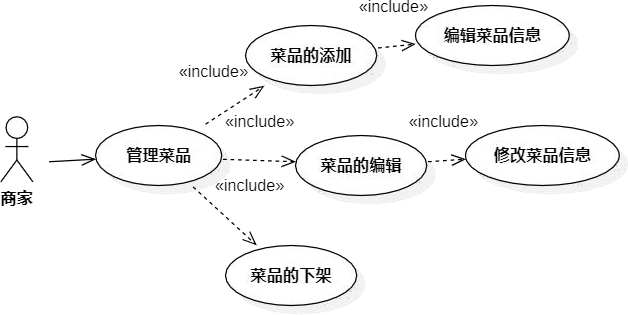 «include»
编辑菜品信息
菜品的添加
«include»
«include»
«include»
管理菜品
菜品的编辑
修改菜品信息
«include»
商家
菜品的下架